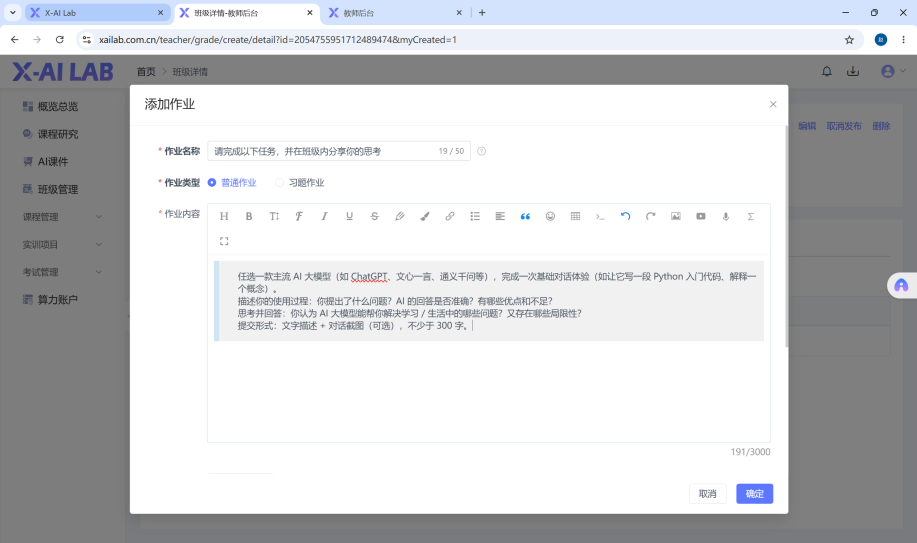 X-AI Lab
班级详情-教师后台
教师后台
xailab.com.cn/teacher/grade/create/detail?id=2054755951712489474&myCreated=1
X-AI LAB
首页
班级详情
概览总览
课程研究
AI课件
班级管理
课程管理
实训项目
考试管理
算力账户
编辑 取消发布 删除
添加作业
* 作业名称 请完成以下任务，并在班级内分享你的思考 19 / 50
* 作业类型 普通作业 习题作业
* 作业内容
任选一款主流 AI 大模型（如 ChatGPT、文心一言、通义千问等），完成一次基础对话体验（如让它写一段 Python 入门代码、解释一
个概念）。
描述你的使用过程：你提出了什么问题？AI 的回答是否准确？有哪些优点和不足？
思考并回答：你认为 AI 大模型能帮你解决学习 / 生活中的哪些问题？又存在哪些局限性？
提交形式：文字描述 + 对话截图（可选），不少于 300 字。
191/3000
取消 确定